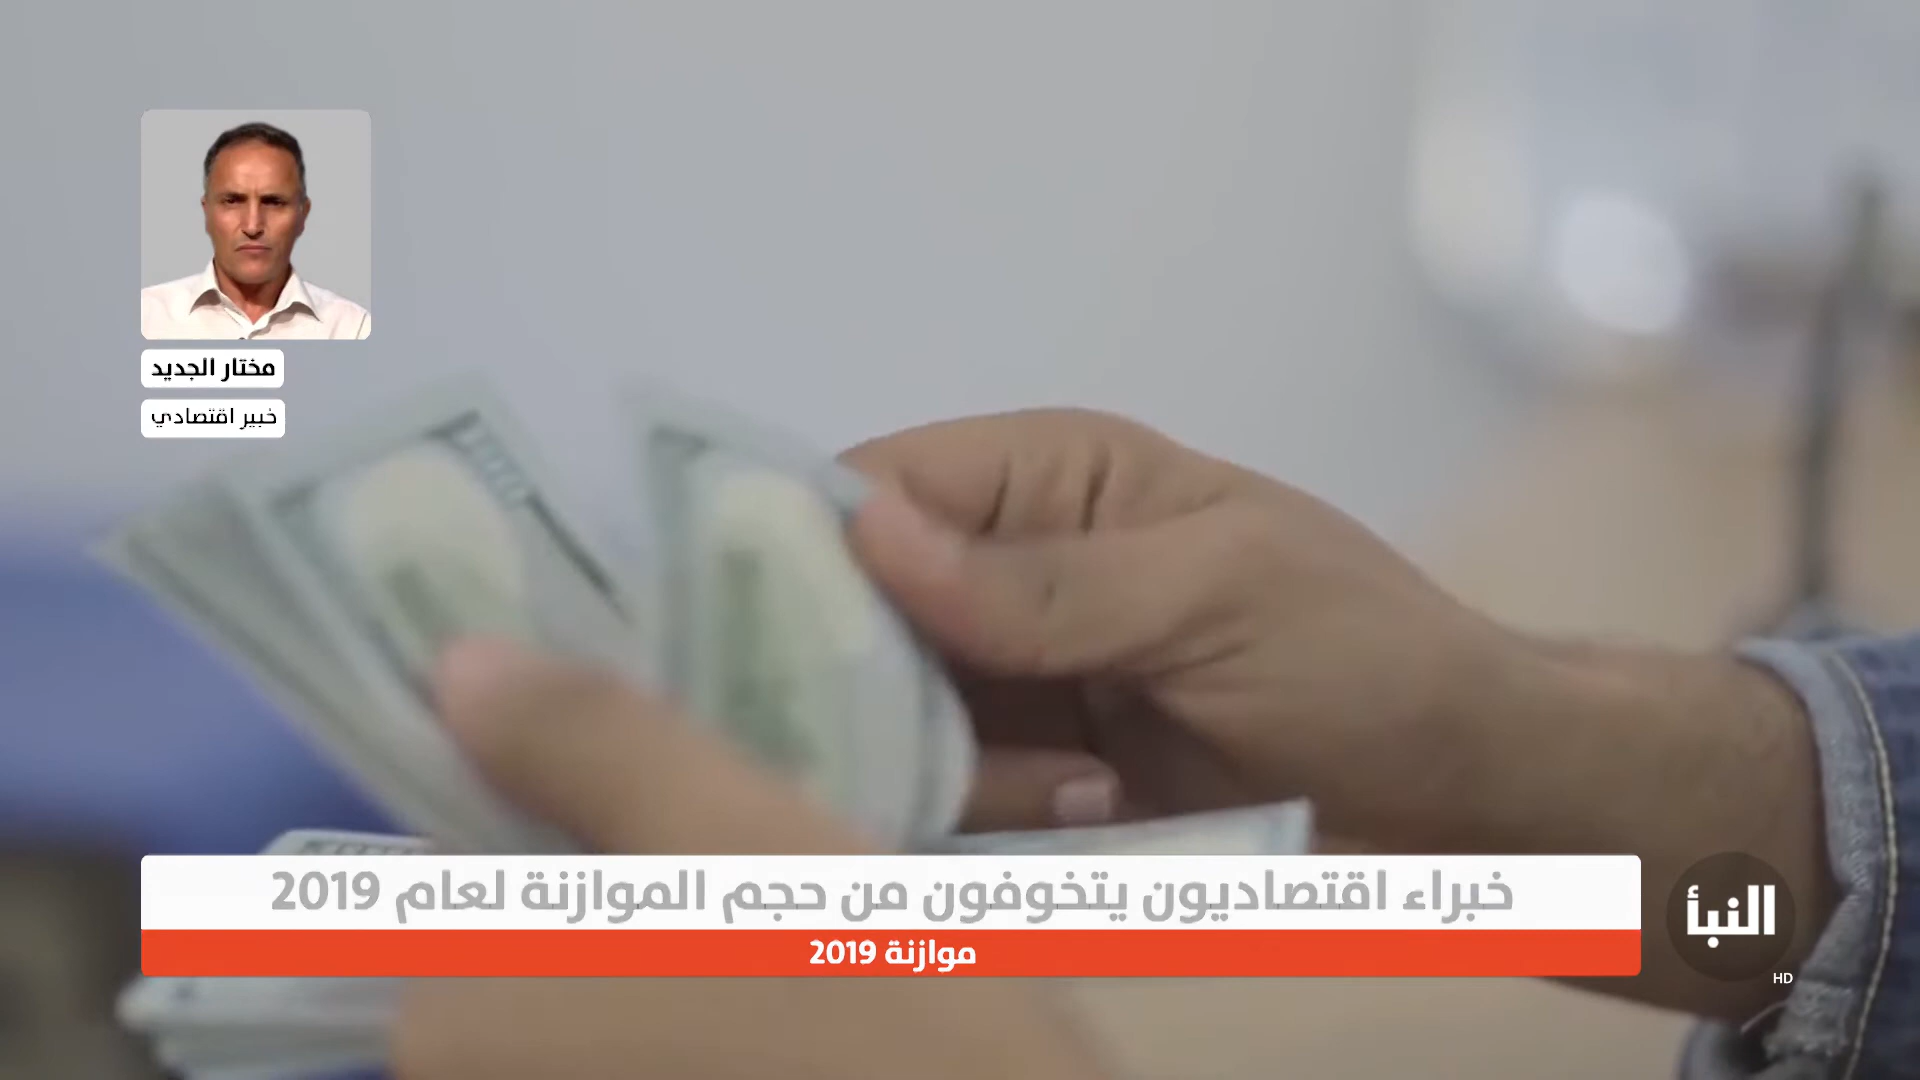 مختار الجديد
خبير اقتصادي
خبراء اقتصاديون يتخوفون من حجم الموازنة لعام 2019
موازنة 2019
النبأ
HD